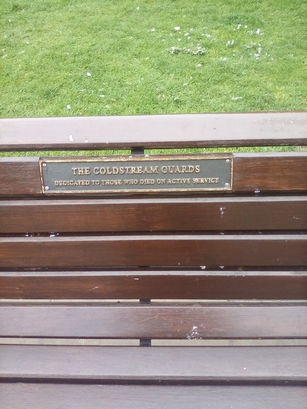 THE COLDSTREAM GUARDS
DEDICATED TO THOSE WHO DIED ON ACTIVE SERVICE